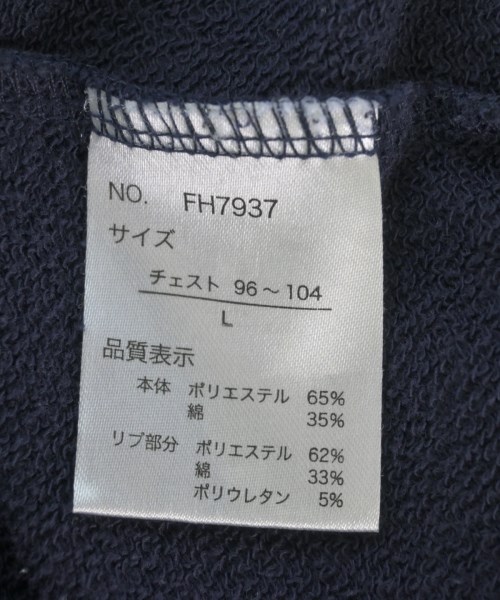 NO. FH7937
サイズ
チェスト 96～104
L
品質表示
本体 ポリエステル 65%
綿 35%
リブ部分 ポリエステル 62%
綿 33%
ポリウレタン 5%